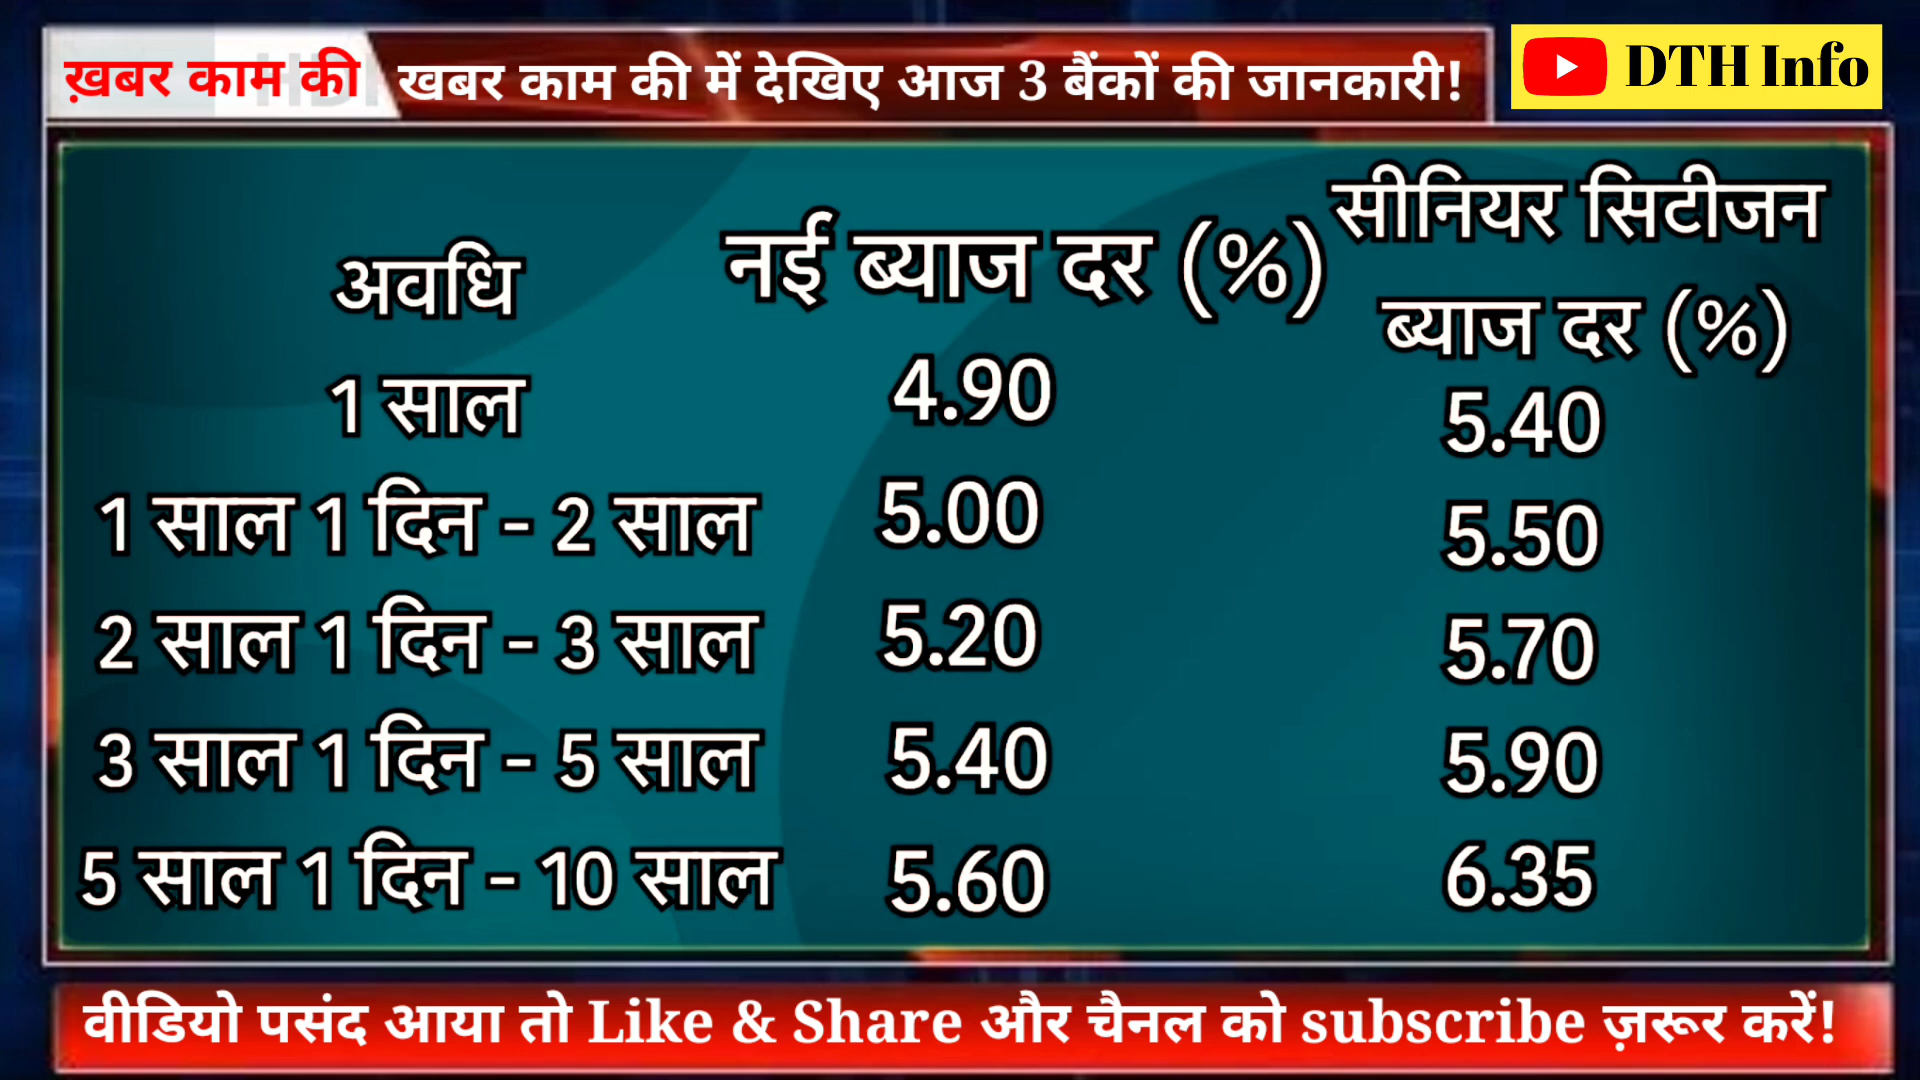 ख़बर काम की
खबर काम की में देखिए आज 3 बैंकों की जानकारी!
DTH Info
अवधि
नई ब्याज दर (%)
सीनियर सिटीजन
ब्याज दर (%)
1 साल
4.90
5.40
1 साल 1 दिन - 2 साल
5.00
5.50
2 साल 1 दिन - 3 साल
5.20
5.70
3 साल 1 दिन - 5 साल
5.40
5.90
5 साल 1 दिन - 10 साल
5.60
6.35
वीडियो पसंद आया तो Like & Share और चैनल को subscribe ज़रूर करें!